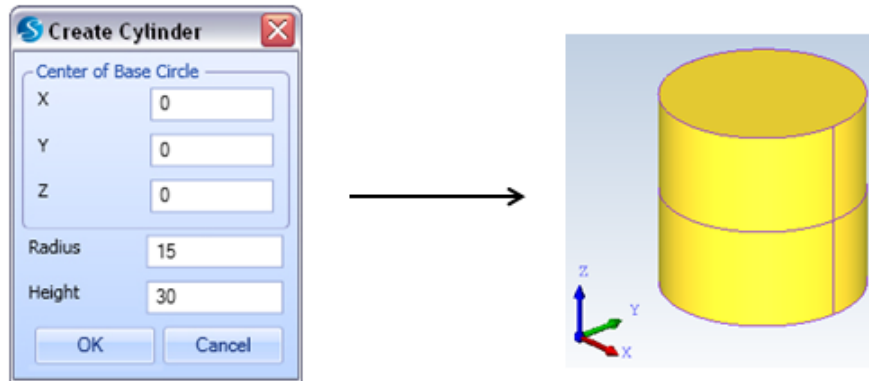 Create Cylinder
Center of Base Circle
X 0
Y 0
Z 0
Radius 15
Height 30
OK Cancel
Z
Y
X